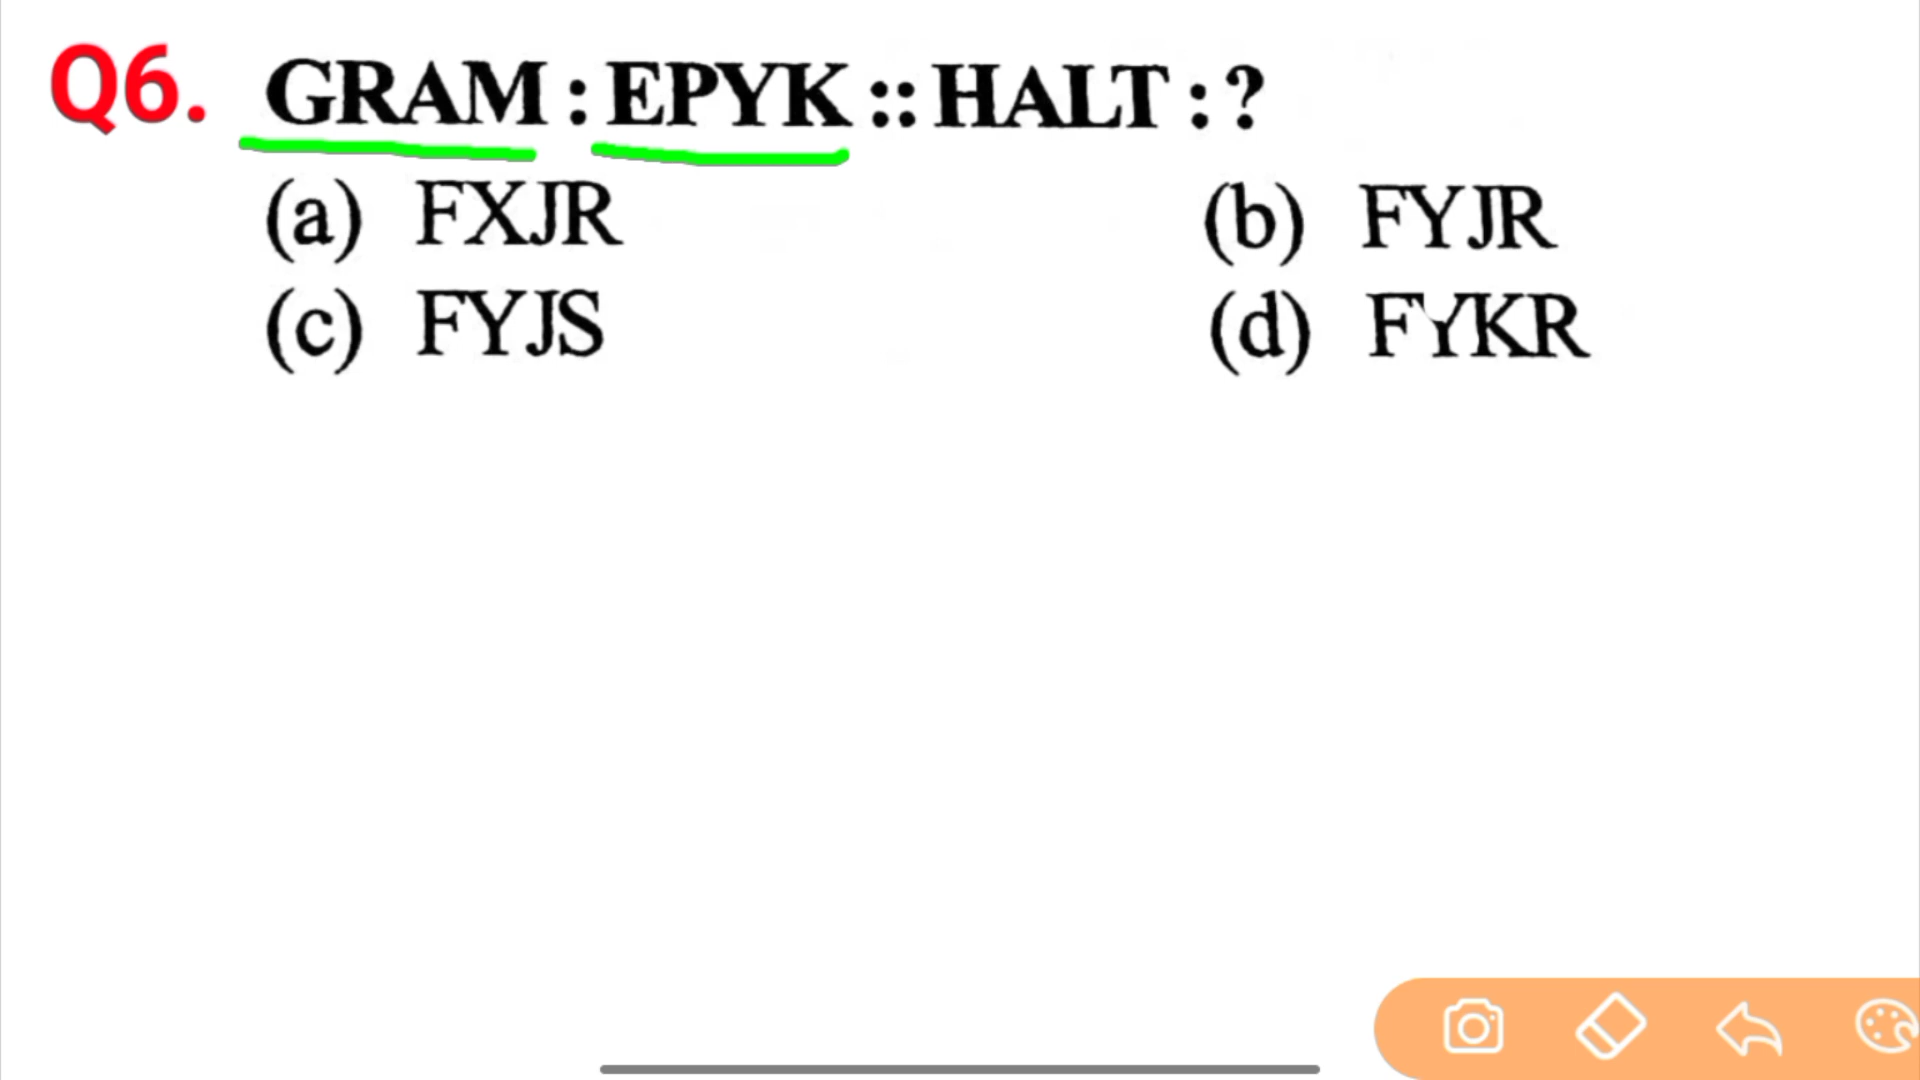 Q6. GRAM : EPYK :: HALT : ?
(a) FXJR (b) FYJR
(c) FYJS (d) FYKR